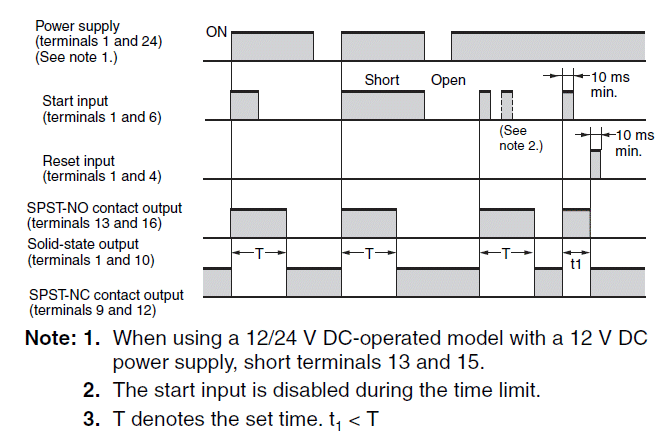 Power supply
(terminals 1 and 24)
(See note 1.)
ON
Short
Open
10 ms
min.
Start input
(terminals 1 and 6)
(See
note 2.)
10 ms
min.
Reset input
(terminals 1 and 4)
SPST-NO contact output
(terminals 13 and 16)
Solid-state output
(terminals 1 and 10)
T
T
T
t1
SPST-NC contact output
(terminals 9 and 12)
Note: 1. When using a 12/24 V DC-operated model with a 12 V DC
power supply, short terminals 13 and 15.
2. The start input is disabled during the time limit.
3. T denotes the set time. t₁ < T